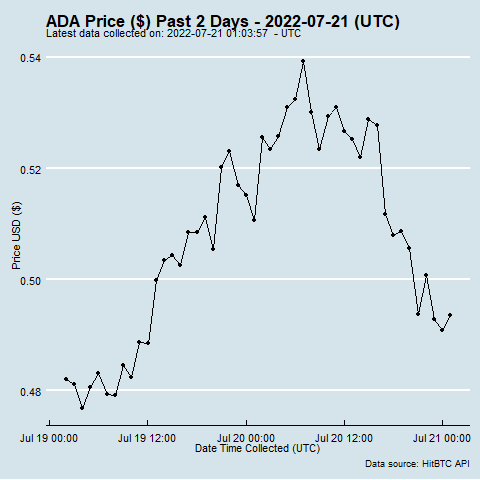 ADA Price ($) Past 2 Days - 2022-07-21 (UTC)
Latest data collected on: 2022-07-21 01:03:57  - UTC
0.54
0.52
0.50
0.48
Price USD ($)
Jul 19 00:00 Jul 19 12:00 Jul 20 00:00 Jul 20 12:00 Jul 21 00:00
Date Time Collected (UTC)
Data source: HitBTC API